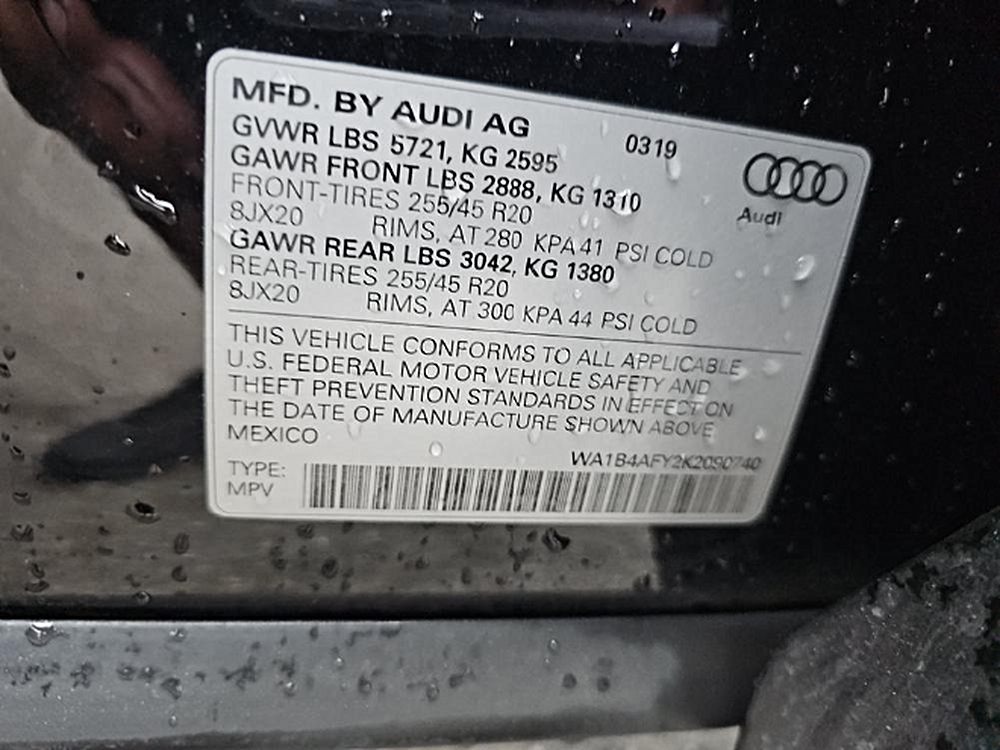 MFD. BY AUDI AG
0319
GVWR LBS 5721, KG 2595
GAWR FRONT LBS 2888, KG 1310
FRONT-TIRES 255/45 R20
8JX20 RIMS, AT 280 KPA 41 PSI COLD
GAWR REAR LBS 3042, KG 1380
REAR-TIRES 255/45 R20
8JX20 RIMS, AT 300 KPA 44 PSI COLD
Audi
THIS VEHICLE CONFORMS TO ALL APPLICABLE
U.S. FEDERAL MOTOR VEHICLE SAFETY AND
THEFT PREVENTION STANDARDS IN EFFECT ON
THE DATE OF MANUFACTURE SHOWN ABOVE
MEXICO
WA1B4AFY2K2090740
TYPE:
MPV